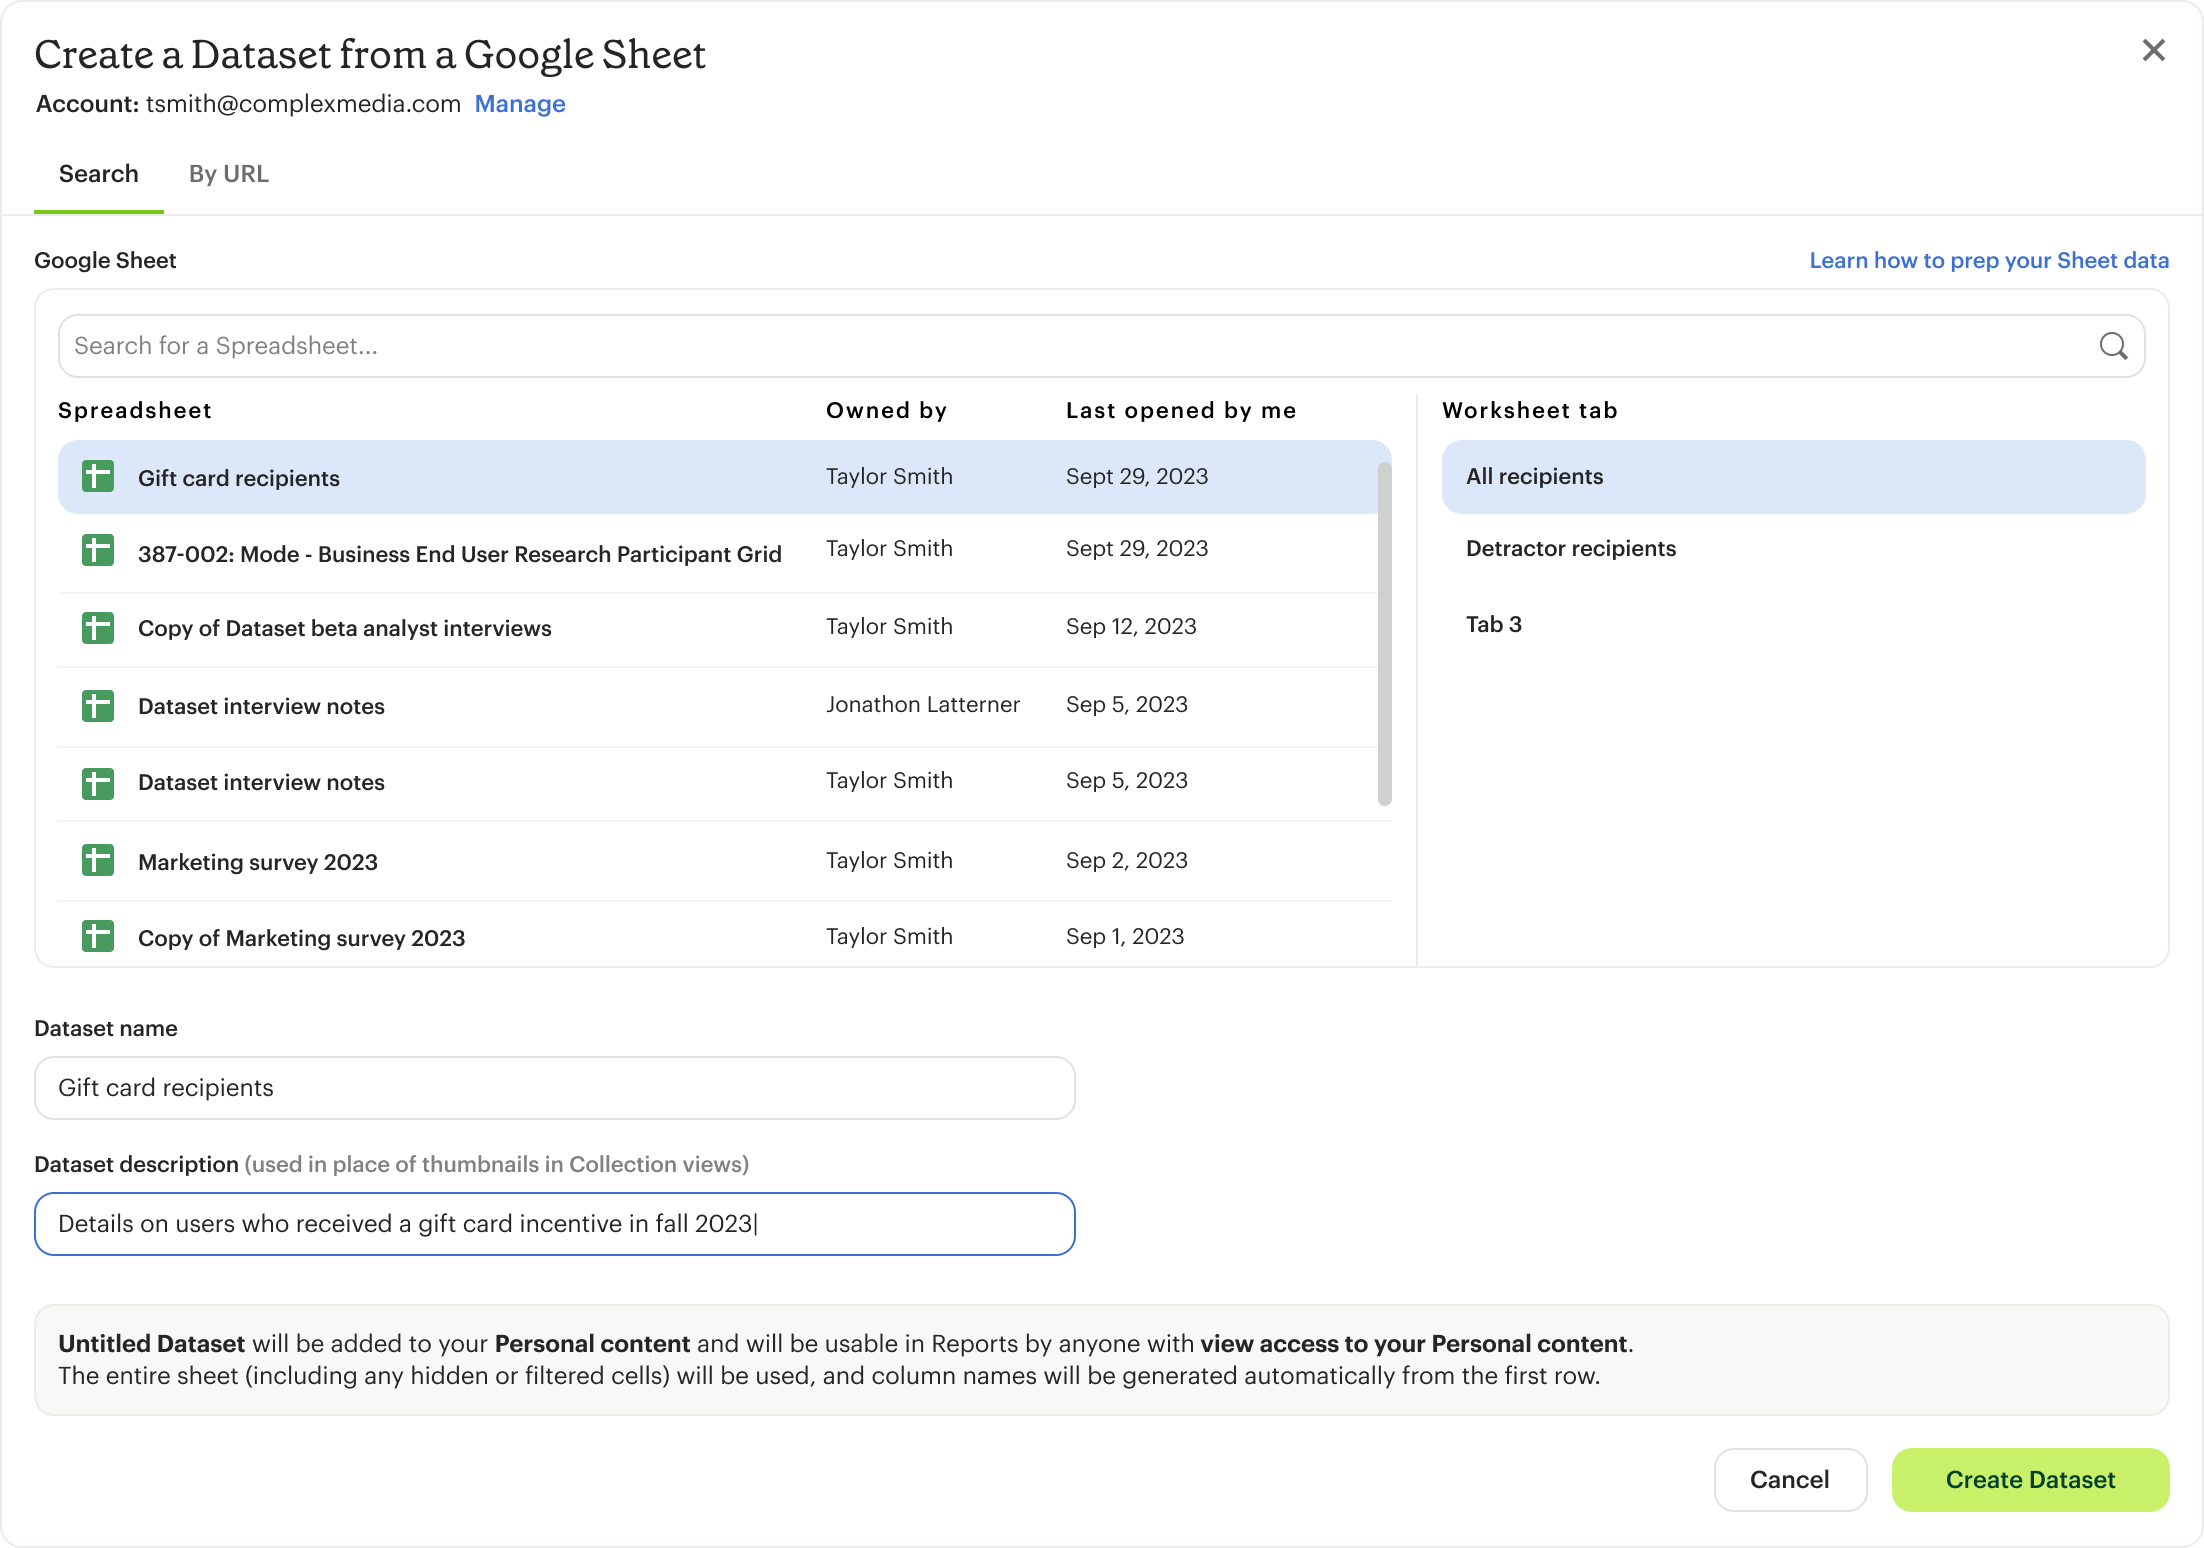 Create a Dataset from a Google Sheet
Account: tsmith@complexmedia.com Manage
Search By URL
Google Sheet Learn how to prep your Sheet data
Search for a Spreadsheet...
Spreadsheet Owned by Last opened by me Worksheet tab
Gift card recipients Taylor Smith Sept 29, 2023 All recipients
387-002: Mode - Business End User Research Participant Grid Taylor Smith Sept 29, 2023 Detractor recipients
Copy of Dataset beta analyst interviews Taylor Smith Sep 12, 2023 Tab 3
Dataset interview notes Jonathon Latterner Sep 5, 2023
Dataset interview notes Taylor Smith Sep 5, 2023
Marketing survey 2023 Taylor Smith Sep 2, 2023
Copy of Marketing survey 2023 Taylor Smith Sep 1, 2023
Dataset name
Gift card recipients
Dataset description (used in place of thumbnails in Collection views)
Details on users who received a gift card incentive in fall 2023
Untitled Dataset will be added to your Personal content and will be usable in Reports by anyone with view access to your Personal content.
The entire sheet (including any hidden or filtered cells) will be used, and column names will be generated automatically from the first row.
Cancel Create Dataset